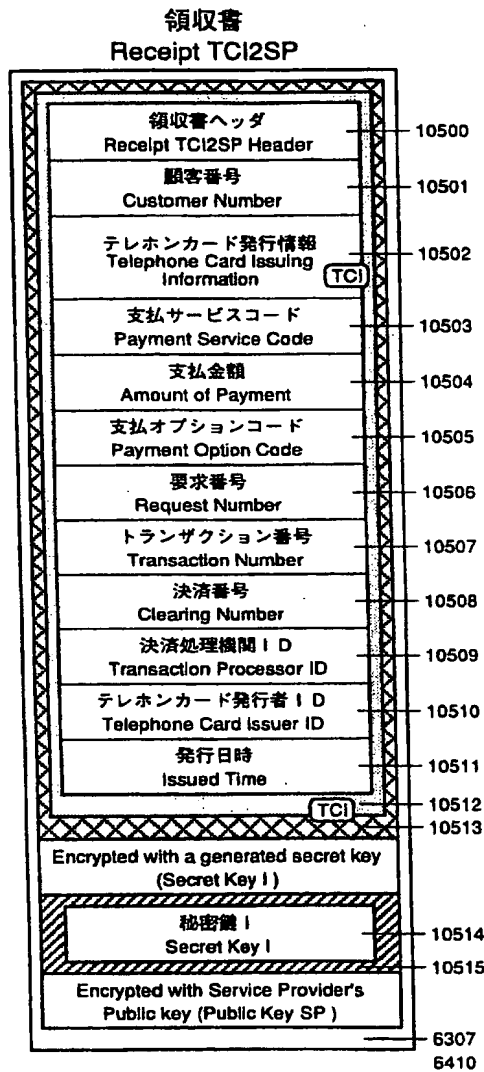 領収書
Receipt TCI2SP
領収書ヘッダ
Receipt TCI2SP Header
10500
顧客番号
Customer Number
10501
テレホンカード発行情報
Telephone Card Issuing
Information
TCI
10502
支払サービスコード
Payment Service Code
10503
支払金額
Amount of Payment
10504
支払オプションコード
Payment Option Code
10505
要求番号
Request Number
10506
トランザクション番号
Transaction Number
10507
決済番号
Clearing Number
10508
決済処理機関ID
Transaction Processor ID
10509
テレホンカード発行者ID
Telephone Card Issuer ID
10510
発行日時
Issued Time
10511
TCI
10512
10513
Encrypted with a generated secret key
(Secret Key I )
秘密鍵 I
Secret Key I
10514
10515
Encrypted with Service Provider's
Public key (Public Key SP )
6307
6410